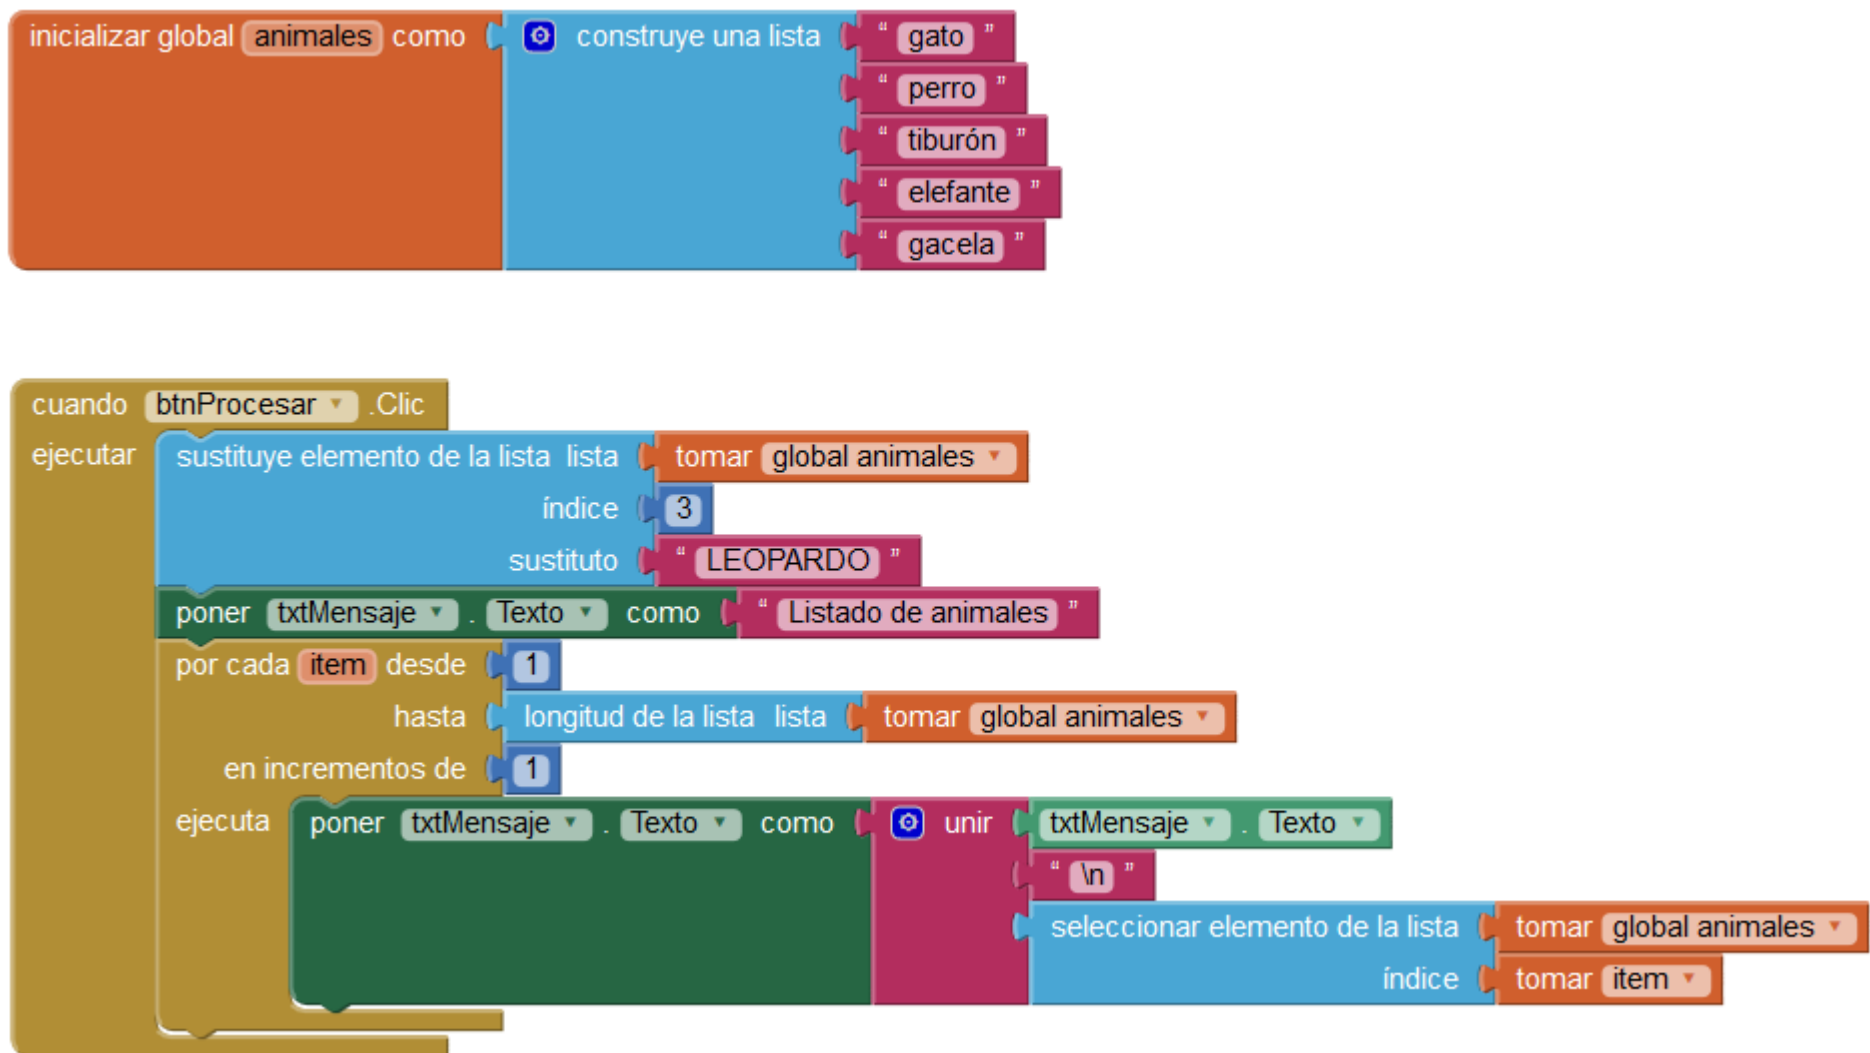 inicializar global animales como construye una lista " gato "
" perro "
" tiburón "
" elefante "
" gacela "
cuando btnProcesar .Clic
ejecutar sustituye elemento de la lista lista tomar global animales
índice 3
sustituto " LEOPARDO "
poner txtMensaje . Texto como " Listado de animales "
por cada item desde 1
hasta longitud de la lista lista tomar global animales
en incrementos de 1
ejecuta poner txtMensaje . Texto como unir txtMensaje . Texto
" \n "
seleccionar elemento de la lista tomar global animales
índice tomar item